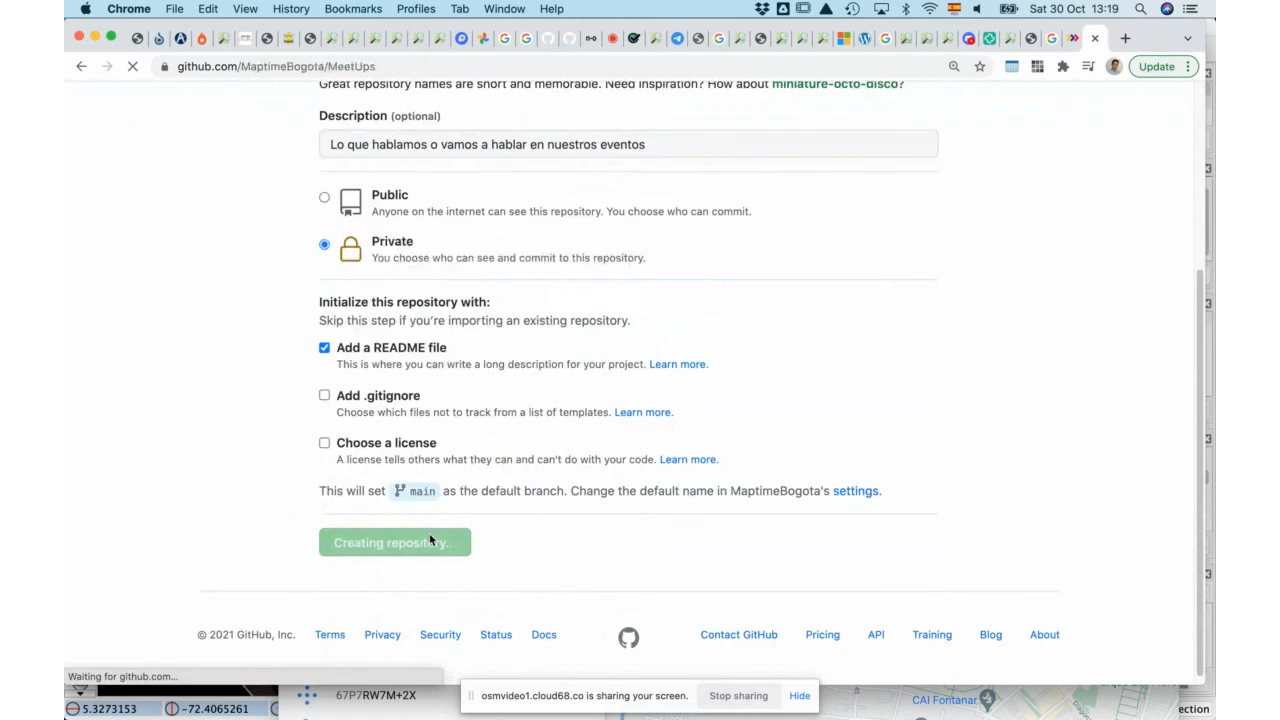 Chrome File Edit View History Bookmarks Profiles Tab Window Help Sat 30 Oct 13:19
github.com/MaptimeBogota/MeetUps Update
Great repository names are short and memorable. Need inspiration? How about miniature-octo-disco?
Description (optional)
Lo que hablamos o vamos a hablar en nuestros eventos
Public
Anyone on the internet can see this repository. You choose who can commit.
Private
You choose who can see and commit to this repository.
Initialize this repository with:
Skip this step if you're importing an existing repository.
Add a README file
This is where you can write a long description for your project. Learn more.
Add .gitignore
Choose which files not to track from a list of templates. Learn more.
Choose a license
A license tells others what they can and can't do with your code. Learn more.
This will set main as the default branch. Change the default name in MaptimeBogota's settings.
Creating repository..
© 2021 GitHub, Inc. Terms Privacy Security Status Docs Contact GitHub Pricing API Training Blog About
Waiting for github.com...
67P7RW7M+2X
osmvideo1.cloud68.co is sharing your screen. Stop sharing Hide
CAI Fontanar
5.3273153 -72.4065261
ection